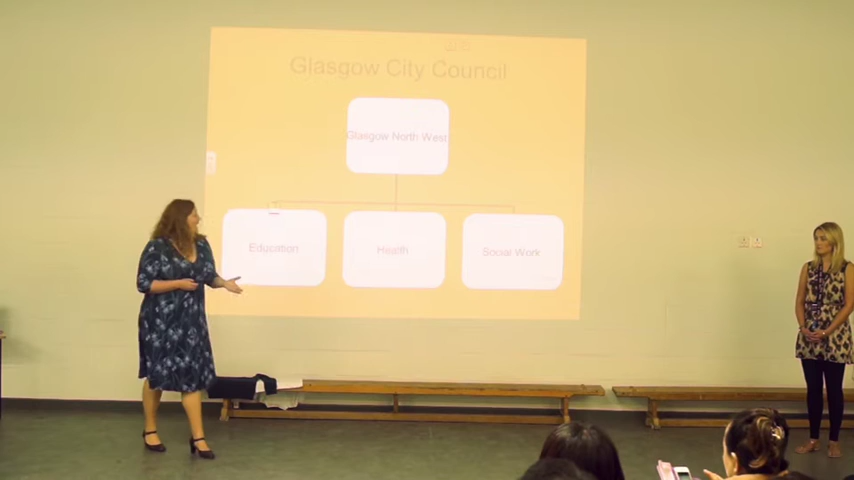 Glasgow City Council
Glasgow North West
Education
Health
Social Work